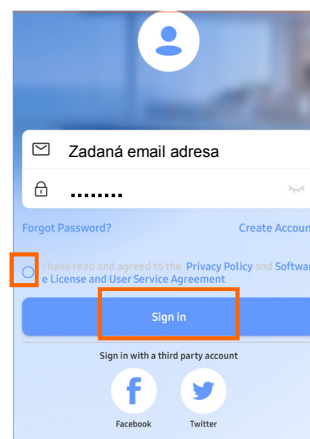 Zadaná email adresa
........
Forgot Password? Create Accoun
I have read and agreed to the Privacy Policy and Softwar
e License and User Service Agreement
Sign in
Sign in with a third party account
Facebook Twitter